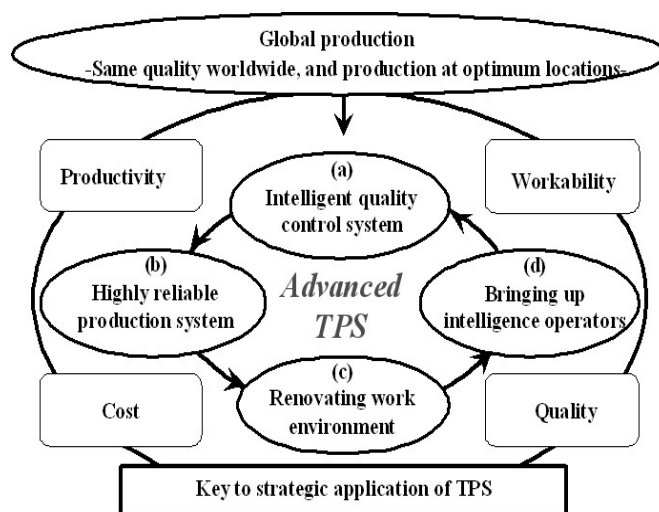 Global production
-Same quality worldwide, and production at optimum locations-
Productivity
Workability
(a)
Intelligent quality
control system
(b)
Highly reliable
production system
Advanced
TPS
(d)
Bringing up
intelligence operators
(c)
Renovating work
environment
Cost
Quality
Key to strategic application of TPS